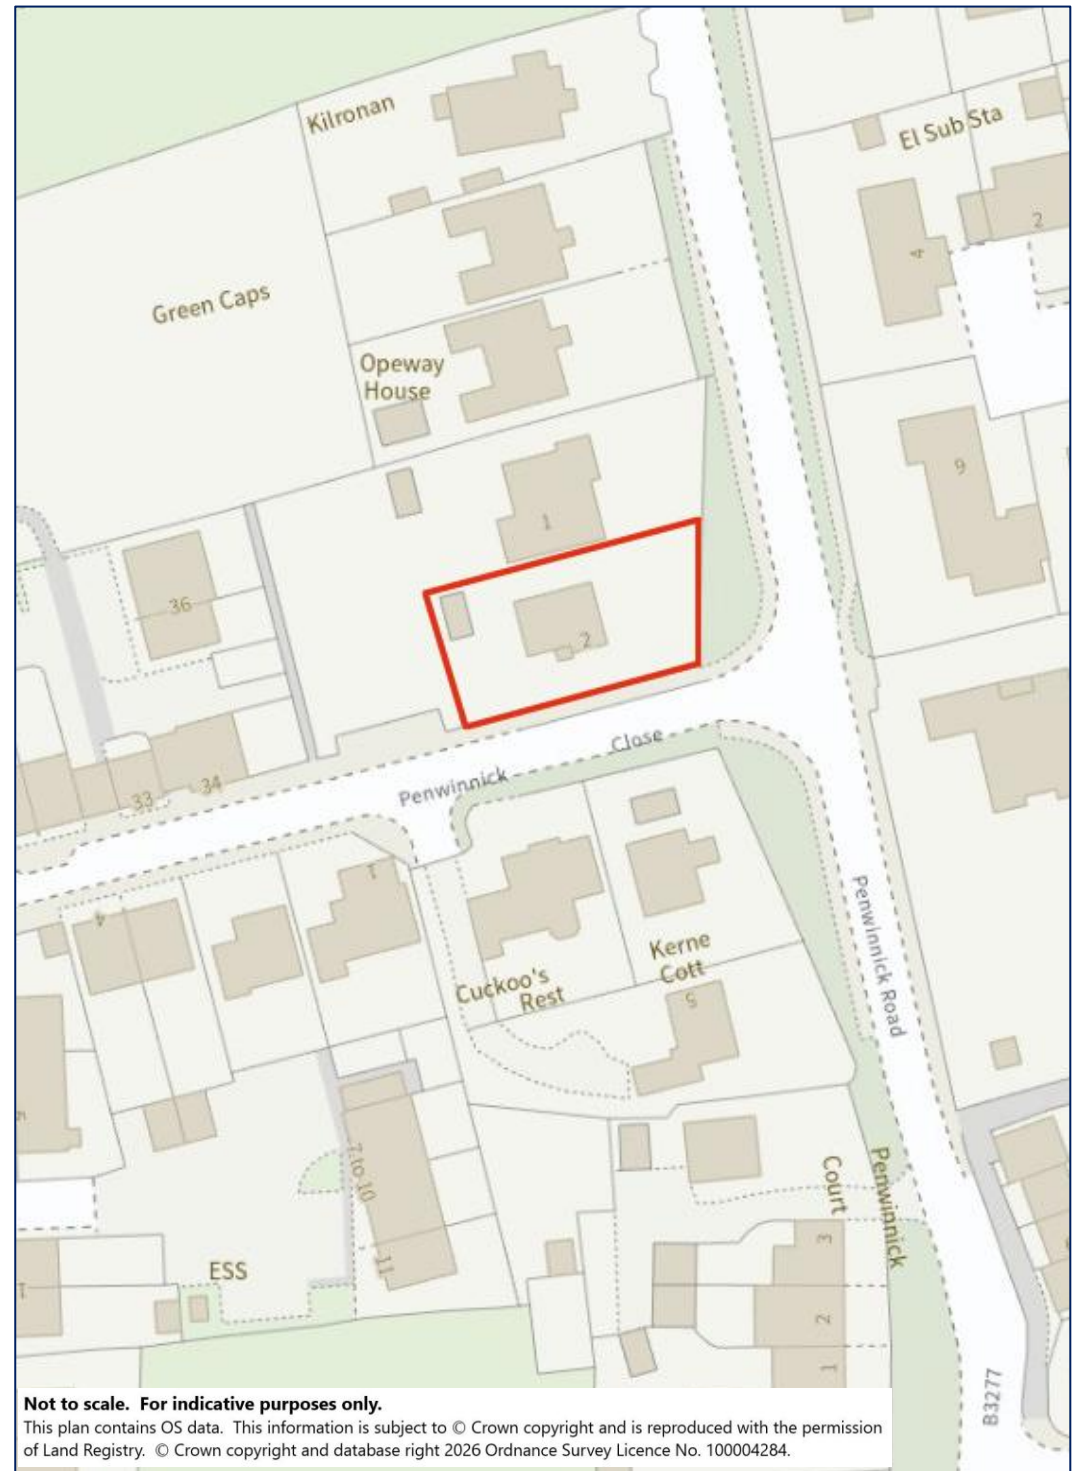 Kilronan
El Sub Sta
2
4
Green Caps
Opeway
House
9
1
36
2
Close
Penwinnick
34
33
1
4
Penwinnick Road
Kerne
Cott
Cuckoo's
Rest
5
7 to 10
Court
Penwinnick
3
11
ESS
1
2
1
B3277
Not to scale. For indicative purposes only.
This plan contains OS data. This information is subject to © Crown copyright and is reproduced with the permission
of Land Registry. © Crown copyright and database right 2026 Ordnance Survey Licence No. 100004284.